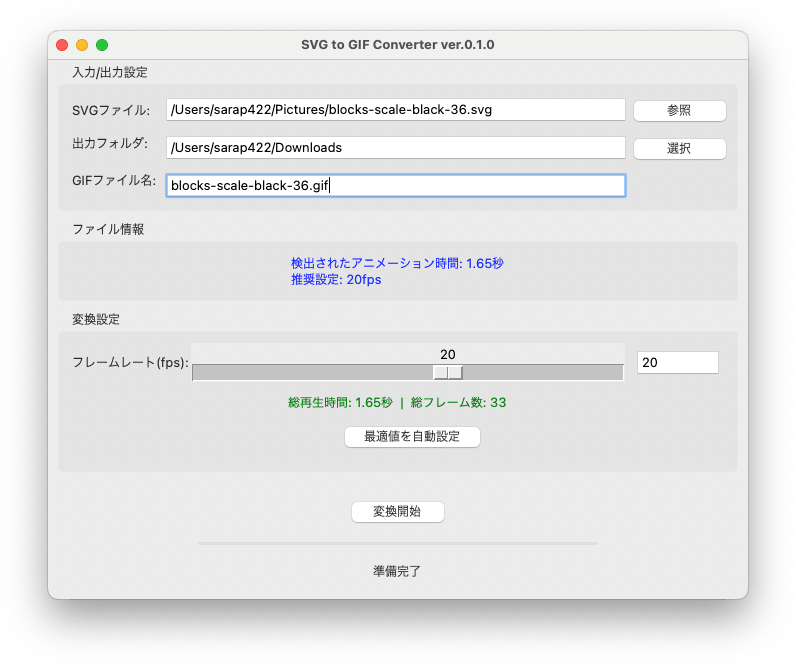 SVG to GIF Converter ver.0.1.0
入力/出力設定
SVGファイル: /Users/sarap422/Pictures/blocks-scale-black-36.svg 参照
出力フォルダ: /Users/sarap422/Downloads 選択
GIFファイル名: blocks-scale-black-36.gif
ファイル情報
検出されたアニメーション時間: 1.65秒
推奨設定: 20fps
変換設定
20
フレームレート(fps): 20
総再生時間: 1.65秒 | 総フレーム数: 33
最適値を自動設定
変換開始
準備完了